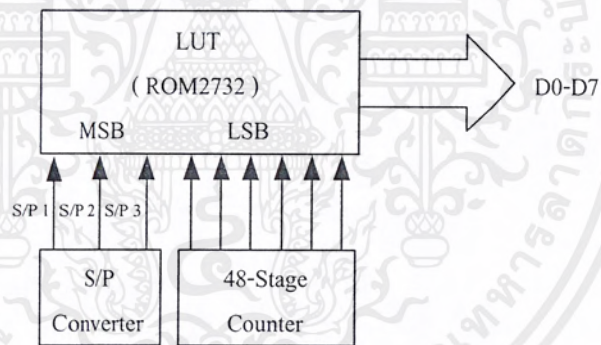 LUT
( ROM2732 )
MSB LSB
D0-D7
S/P 1 S/P 2 S/P 3
S/P
Converter
48-Stage
Counter